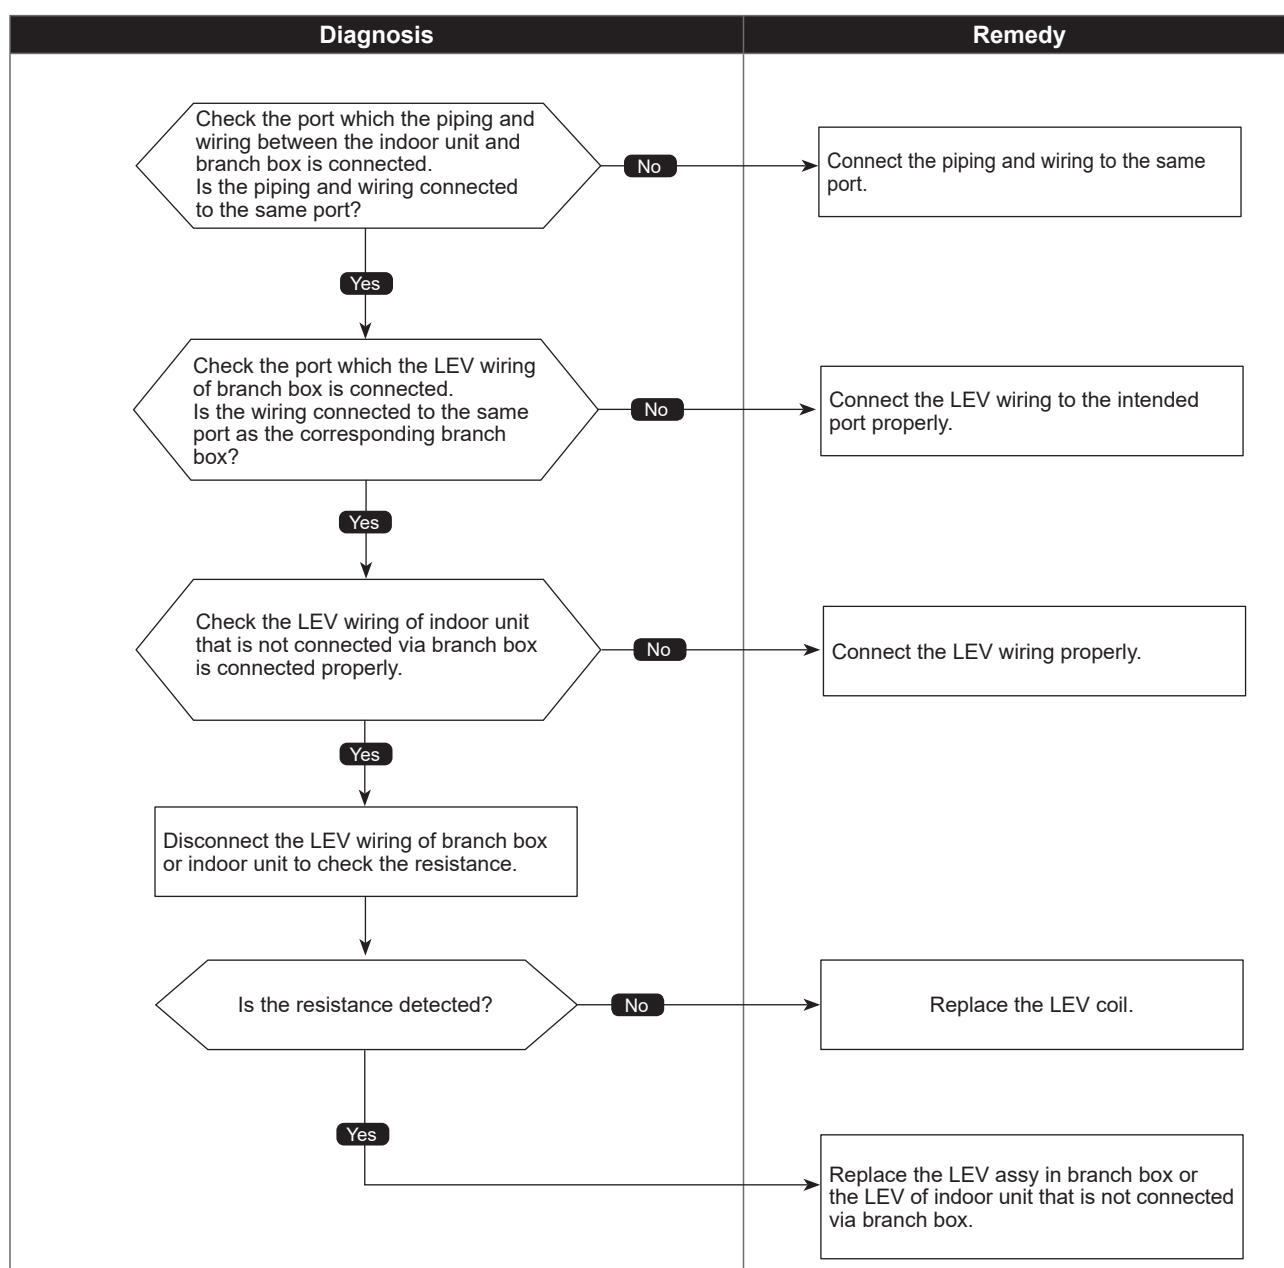 Diagnosis
Remedy
Check the port which the piping and
wiring between the indoor unit and
branch box is connected.
Is the piping and wiring connected
to the same port?
No
Connect the piping and wiring to the same
port.
Yes
Check the port which the LEV wiring
of branch box is connected.
Is the wiring connected to the same
port as the corresponding branch
box?
No
Connect the LEV wiring to the intended
port properly.
Yes
Check the LEV wiring of indoor unit
that is not connected via branch box
is connected properly.
No
Connect the LEV wiring properly.
Yes
Disconnect the LEV wiring of branch box
or indoor unit to check the resistance.
Is the resistance detected?
No
Replace the LEV coil.
Yes
Replace the LEV assy in branch box or
the LEV of indoor unit that is not connected
via branch box.